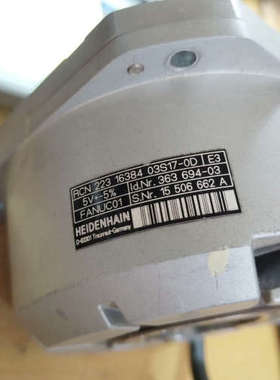 RCN 223 16384 03S17-0D E3
5V±5% Id.Nr. 363 694-03
FANUC01 S.Nr. 15 506 662 A
HEIDENHAIN
D-83301 Traunreut-Germany